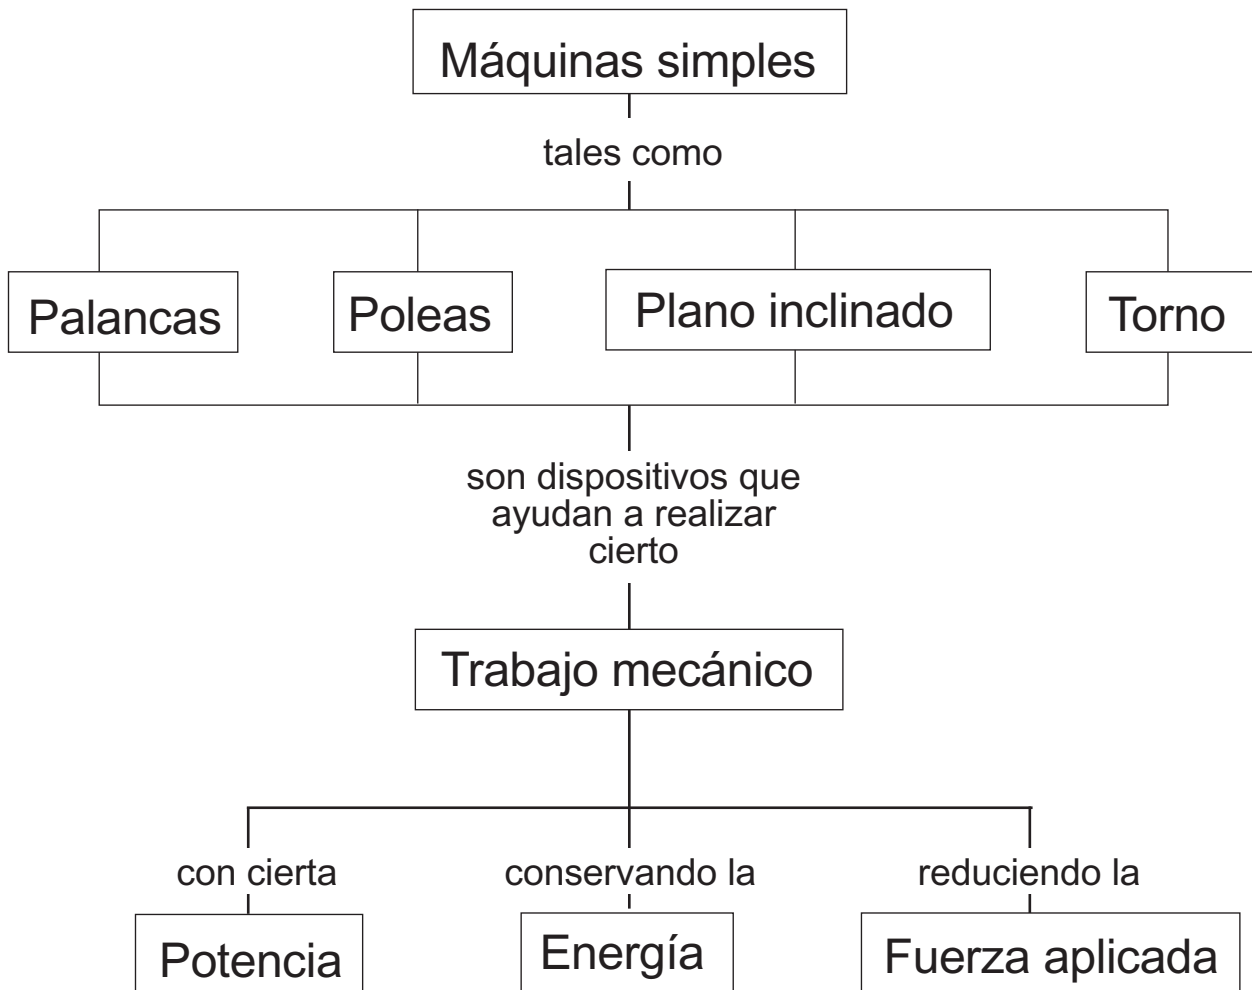 Máquinas simples
tales como
Palancas
Poleas
Plano inclinado
Torno
son dispositivos que
ayudan a realizar
cierto
Trabajo mecánico
con cierta
conservando la
reduciendo la
Potencia
Energía
Fuerza aplicada